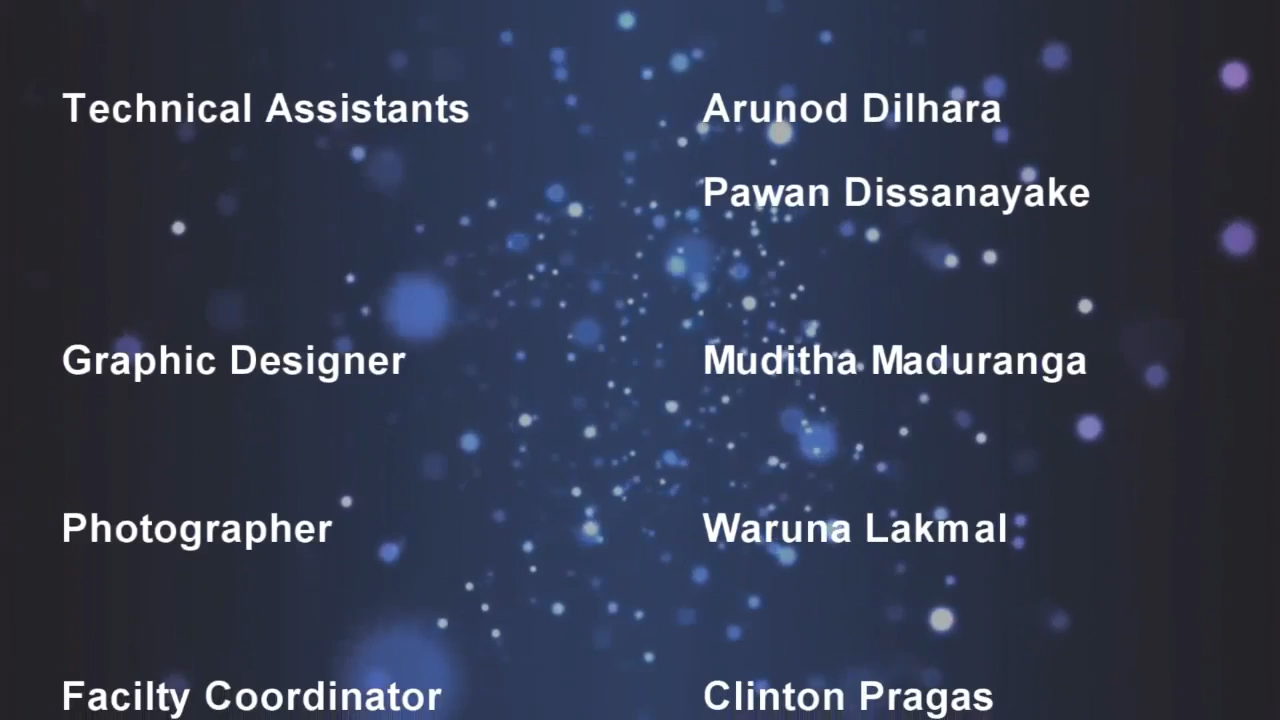 Technical Assistants Arunod Dilhara
Pawan Dissanayake
Graphic Designer Muditha Maduranga
Photographer Waruna Lakmal
Facilty Coordinator Clinton Pragas